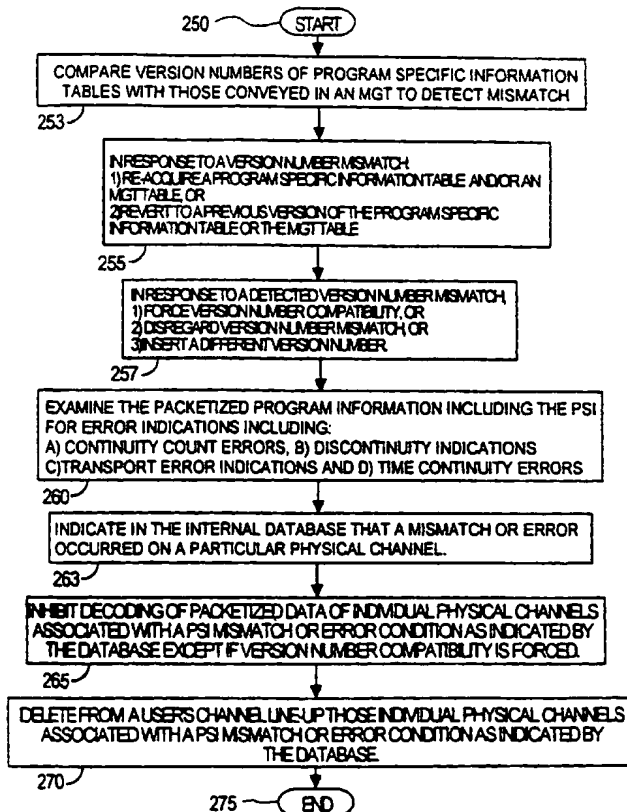 250 START
COMPARE VERSION NUMBERS OF PROGRAM SPECIFIC INFORMATION
TABLES WITH THOSE CONVEYED IN AN MGT TO DETECT MISMATCH
253
IN RESPONSE TO A VERSION NUMBER MISMATCH,
1) RE-ACQUIRE A PROGRAM SPECIFIC INFORMATION TABLE AND/OR AN
MGT TABLE, OR
2) REVERT TO A PREVIOUS VERSION OF THE PROGRAM SPECIFIC
INFORMATION TABLE OR THE MGT TABLE
255
IN RESPONSE TO A DETECTED VERSION NUMBER MISMATCH,
1) FORCE VERSION NUMBER COMPATIBILITY, OR
2) DISREGARD VERSION NUMBER MISMATCH, OR
3) INSERT A DIFFERENT VERSION NUMBER.
257
EXAMINE THE PACKETIZED PROGRAM INFORMATION INCLUDING THE PSI
FOR ERROR INDICATIONS INCLUDING:
A) CONTINUITY COUNT ERRORS, B) DISCONTINUITY INDICATIONS
C)TRANSPORT ERROR INDICATIONS AND D) TIME CONTINUITY ERRORS
260
INDICATE IN THE INTERNAL DATABASE THAT A MISMATCH OR ERROR
OCCURRED ON A PARTICULAR PHYSICAL CHANNEL.
263
INHIBIT DECODING OF PACKETIZED DATA OF INDIVIDUAL PHYSICAL CHANNELS
ASSOCIATED WITH A PSI MISMATCH OR ERROR CONDITION AS INDICATED BY
THE DATABASE EXCEPT IF VERSION NUMBER COMPATIBILITY IS FORCED.
265
DELETE FROM A USERS CHANNEL LINE-UP THOSE INDIVIDUAL PHYSICAL CHANNELS
ASSOCIATED WITH A PSI MISMATCH OR ERROR CONDITION AS INDICATED BY
THE DATABASE.
270
275 END